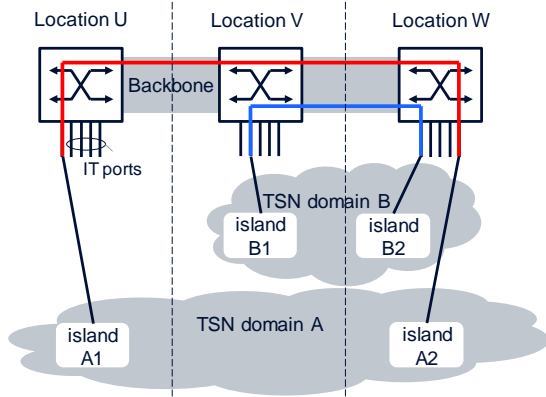 Location U
Location V
Location W
Backbone
IT ports
TSN domain B
island
B1
island
B2
TSN domain A
island
A1
island
A2